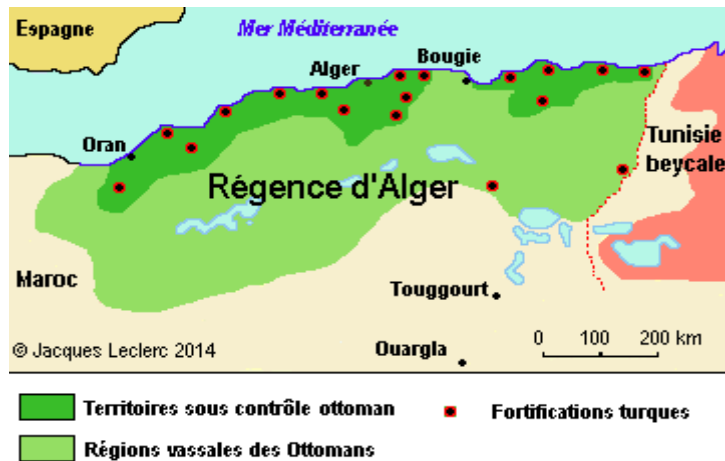 Espagne
Mer Méditerranée
Alger
Bougie
Oran
Tunisie
beycale
Régence d'Alger
Maroc
Touggourt
© Jacques Leclerc 2014
Ouargla
0 100 200 km
Territoires sous contrôle ottoman
Fortifications turques
Régions vassales des Ottomans